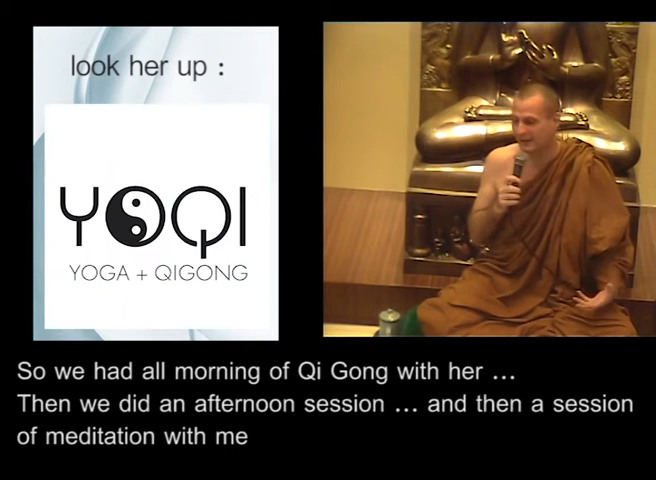 look her up :
YOQI
YOGA + QIGONG
So we had all morning of Qi Gong with her ...
Then we did an afternoon session ... and then a session
of meditation with me